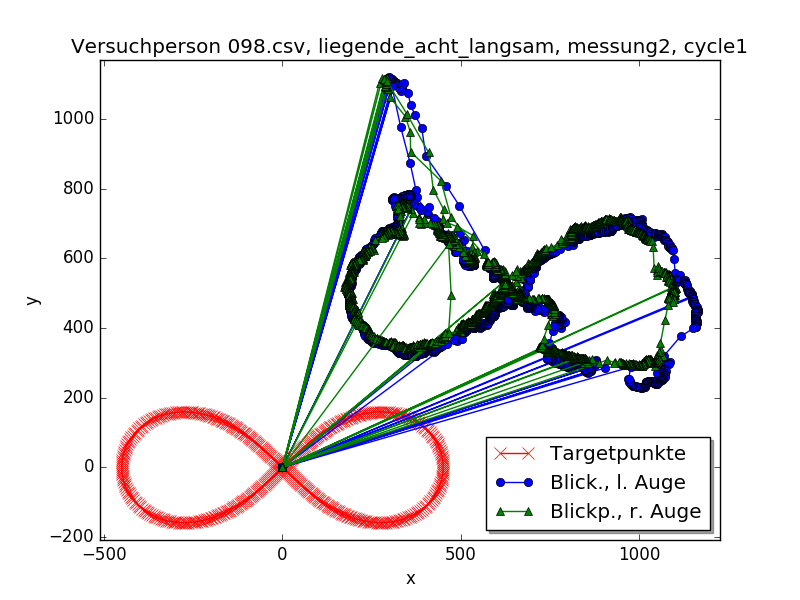 Versuchperson 098.csv, liegende_acht_langsam, messung2, cycle1
1000
800
600
400
200
0
−200
y
−500
0
500
1000
x
Targetpunkte
Blick., l. Auge
Blickp., r. Auge